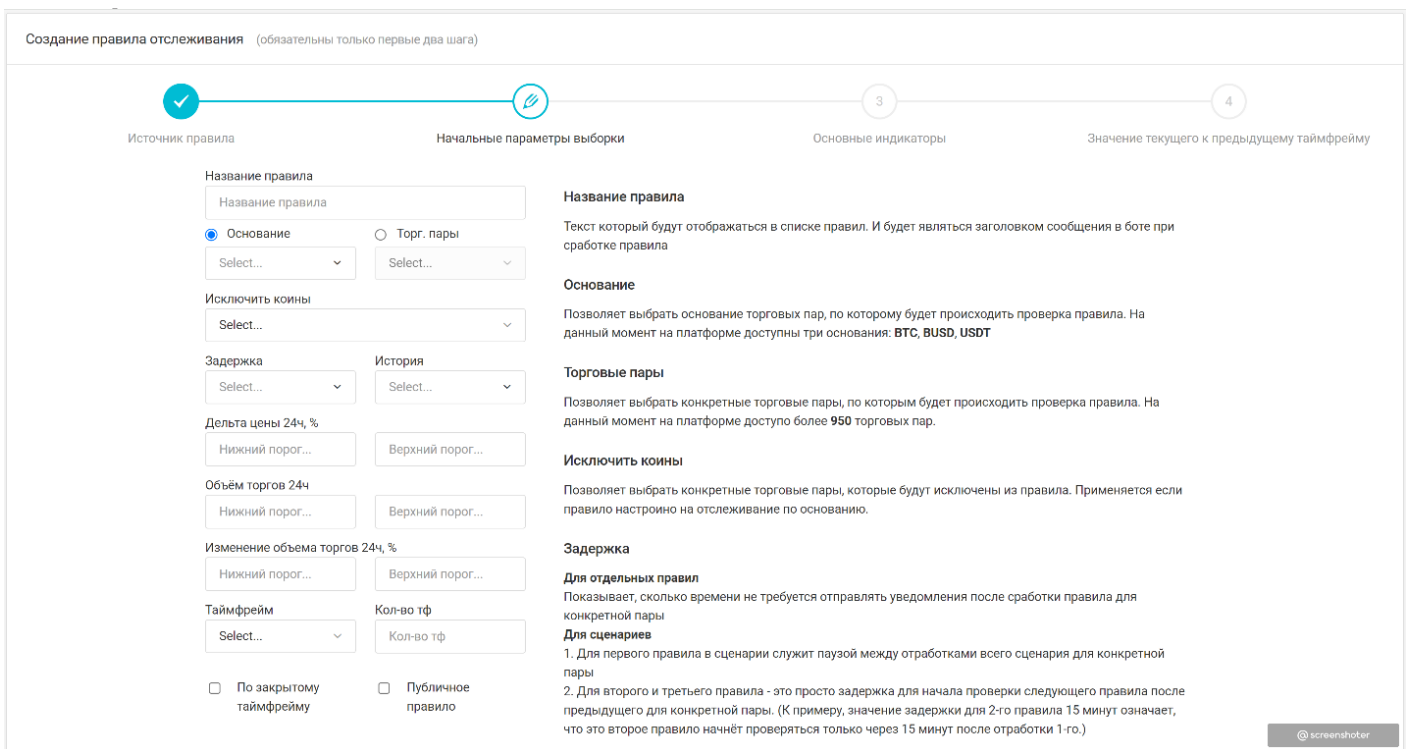 Создание правила отслеживания (обязательны только первые два шага)
3
4
Источник правила
Начальные параметры выборки
Основные индикаторы
Значение текущего к предыдущему таймфрейму
Название правила
Название правила
Основание
Торг. пары
Select...
Select...
Исключить коины
Select...
Задержка
История
Select...
Select...
Дельта цены 24ч, %
Нижний порог...
Верхний порог...
Объём торгов 24ч
Нижний порог...
Верхний порог...
Изменение объема торгов 24ч, %
Нижний порог...
Верхний порог...
Таймфрейм
Кол-во тф
Select...
Кол-во тф
По закрытому
таймфрейму
Публичное
правило
Название правила
Текст который будут отображаться в списке правил. И будет являться заголовком сообщения в боте при
сработке правила
Основание
Позволяет выбрать основание торговых пар, по которому будет происходить проверка правила. На
данный момент на платформе доступны три основания: BTC, BUSD, USDT
Торговые пары
Позволяет выбрать конкретные торговые пары, по которым будет происходить проверка правила. На
данный момент на платформе доступо более 950 торговых пар.
Исключить коины
Позволяет выбрать конкретные торговые пары, которые будут исключены из правила. Применяется если
правило настроино на отслеживание по основанию.
Задержка
Для отдельных правил
Показывает, сколько времени не требуется отправлять уведомления после сработки правила для
конкретной пары
Для сценариев
1. Для первого правила в сценарии служит паузой между отработками всего сценария для конкретной
пары
2. Для второго и третьего правила - это просто задержка для начала проверки следующего правила после
предыдущего для конкретной пары. (К примеру, значение задержки для 2-го правила 15 минут означает,
что это второе правило начнёт проверяться только через 15 минут после отработки 1-го.)
@screenshoter